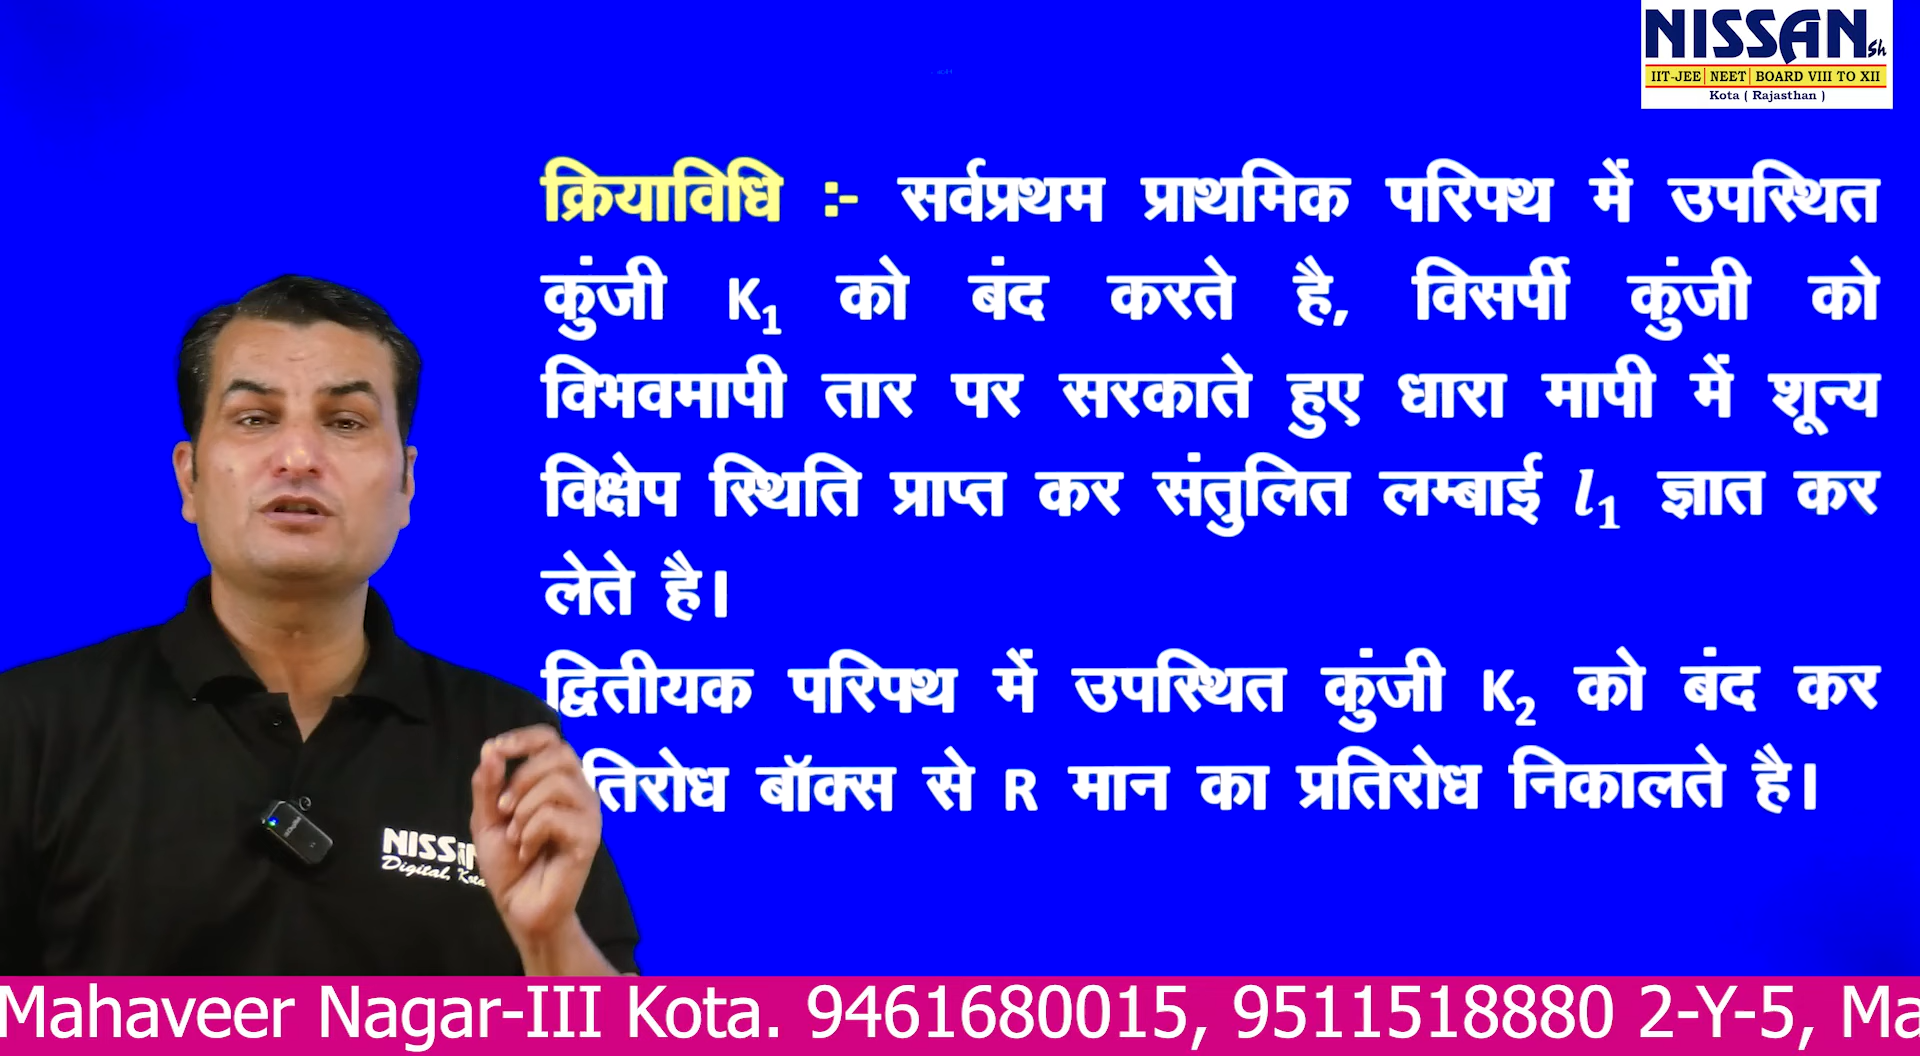 NISSAN sh
IIT-JEE | NEET | BOARD VIII TO XII
Kota ( Rajasthan )
क्रियाविधि :- सर्वप्रथम प्राथमिक परिपथ में उपस्थित
कुंजी K₁ को बंद करते है, विसर्पी कुंजी को
विभवमापी तार पर सरकाते हुए धारा मापी में शून्य
विक्षेप स्थिति प्राप्त कर संतुलित लम्बाई l₁ ज्ञात कर
लेते है।
द्वितीयक परिपथ में उपस्थित कुंजी K₂ को बंद कर
तिरोध बॉक्स से R मान का प्रतिरोध निकालते है।
Digital,
Mahaveer Nagar-III Kota. 9461680015, 9511518880 2-Y-5, Ma